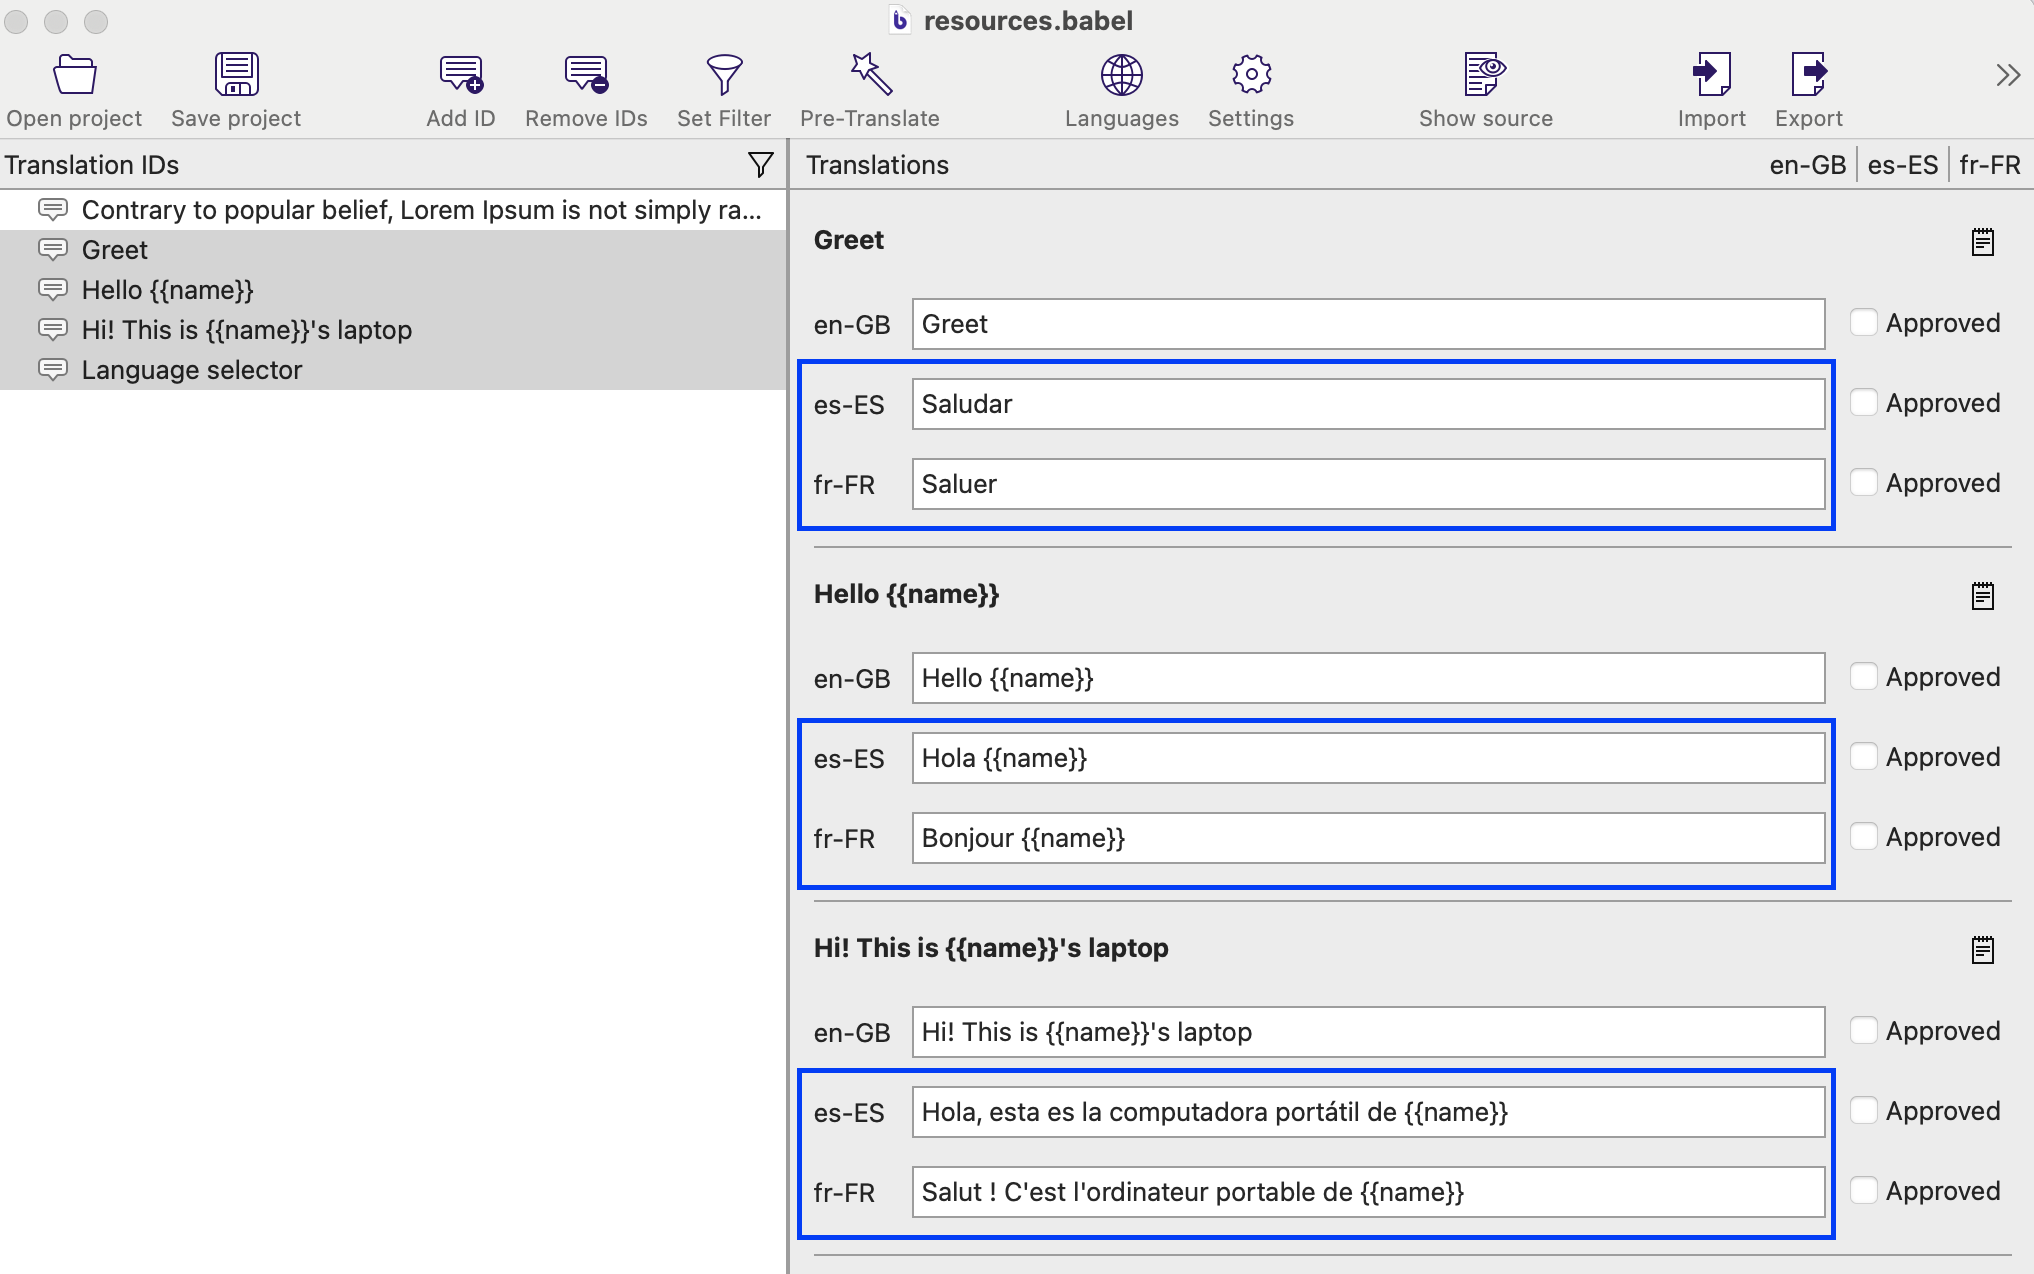 resources.babel
Open project Save project Add ID Remove IDs Set Filter Pre-Translate Languages Settings Show source Import Export
Translation IDs
Contrary to popular belief, Lorem Ipsum is not simply ra...
Greet
Hello {{name}}
Hi! This is {{name}}'s laptop
Language selector
Translations en-GB es-ES fr-FR
Greet
en-GB Greet Approved
es-ES Saludar Approved
fr-FR Saluer Approved
Hello {{name}}
en-GB Hello {{name}} Approved
es-ES Hola {{name}} Approved
fr-FR Bonjour {{name}} Approved
Hi! This is {{name}}'s laptop
en-GB Hi! This is {{name}}'s laptop Approved
es-ES Hola, esta es la computadora portátil de {{name}} Approved
fr-FR Salut ! C'est l'ordinateur portable de {{name}} Approved